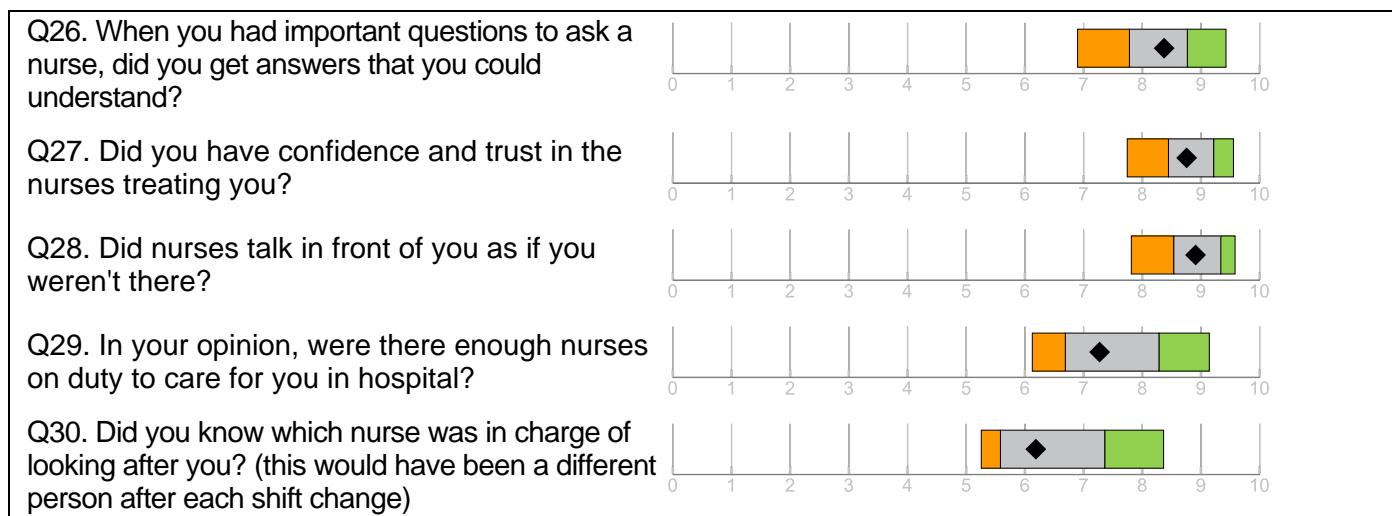 Q26. When you had important questions to ask a
nurse, did you get answers that you could
understand?
0 1 2 3 4 5 6 7 8 9 10
Q27. Did you have confidence and trust in the
nurses treating you?
0 1 2 3 4 5 6 7 8 9 10
Q28. Did nurses talk in front of you as if you
weren't there?
0 1 2 3 4 5 6 7 8 9 10
Q29. In your opinion, were there enough nurses
on duty to care for you in hospital?
0 1 2 3 4 5 6 7 8 9 10
Q30. Did you know which nurse was in charge of
looking after you? (this would have been a different
person after each shift change)
0 1 2 3 4 5 6 7 8 9 10